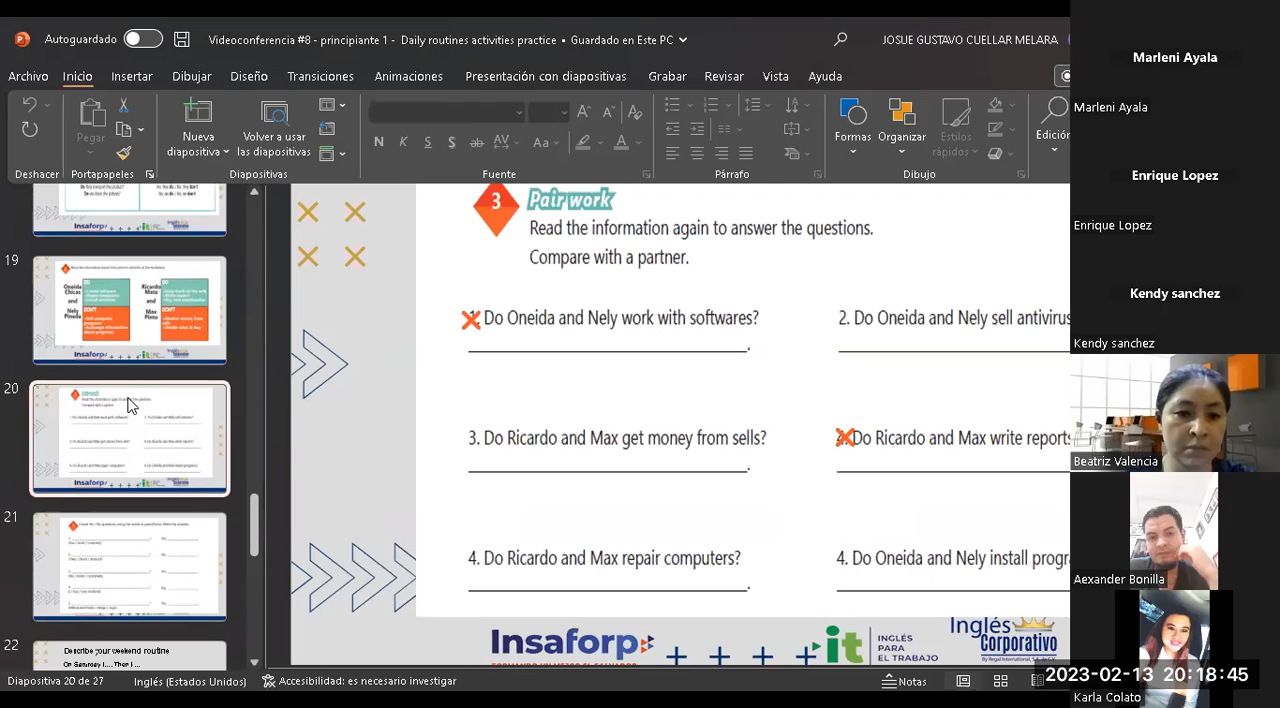 Autoguardado
Videoconferencia #8 - principiante 1 - Daily routines activities practice • Guardado en Este PC
JOSUE GUSTAVO CUELLAR MELARA
Archivo Inicio Insertar Dibujar Diseño Transiciones Animaciones Presentación con diapositivas Grabar Revisar Vista Ayuda
Pegar
Nueva diapositiva
Volver a usar las diapositivas
N K S S ab AV Aa A
Formas Organizar Estilos rápidos Edición
Deshacer Portapapeles Diapositivas Fuente Párrafo Dibujo
19
20
21
22
Describe your weekend routine
3
Pair work
Read the information again to answer the questions.
Compare with a partner.
1. Do Oneida and Nely work with softwares?
2. Do Oneida and Nely sell antivirus
3. Do Ricardo and Max get money from sells?
4. Do Ricardo and Max write reports
4. Do Ricardo and Max repair computers?
4. Do Oneida and Nely install progr
Insaforp
it INGLÉS PARA EL TRABAJO
Inglés Corporativo
Diapositiva 20 de 27 Inglés (Estados Unidos) Accesibilidad: es necesario investigar Notas
Marleni Ayala
Marleni Ayala
Enrique Lopez
Enrique Lopez
Kendy sanchez
Kendy sanchez
Beatriz Valencia
Aexander Bonilla
2023-02-13 20:18:45
Karla Colato